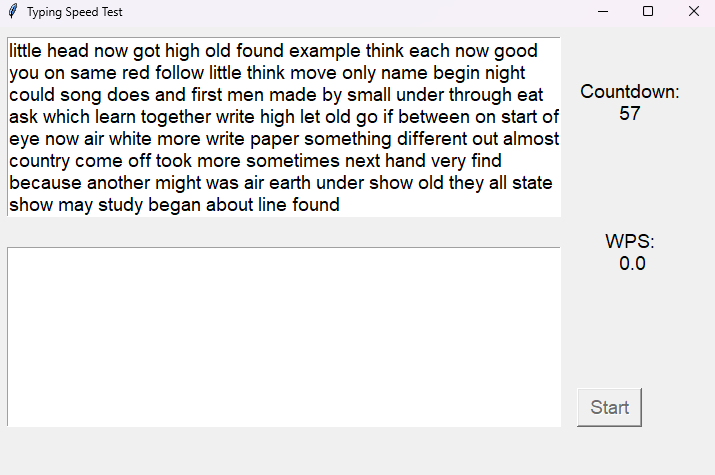 Typing Speed Test
little head now got high old found example think each now good
you on same red follow little think move only name begin night
could song does and first men made by small under through eat
ask which learn together write high let old go if between on start of
eye now air white more write paper something different out almost
country come off took more sometimes next hand very find
because another might was air earth under show old they all state
show may study began about line found
Countdown:
57
WPS:
0.0
Start